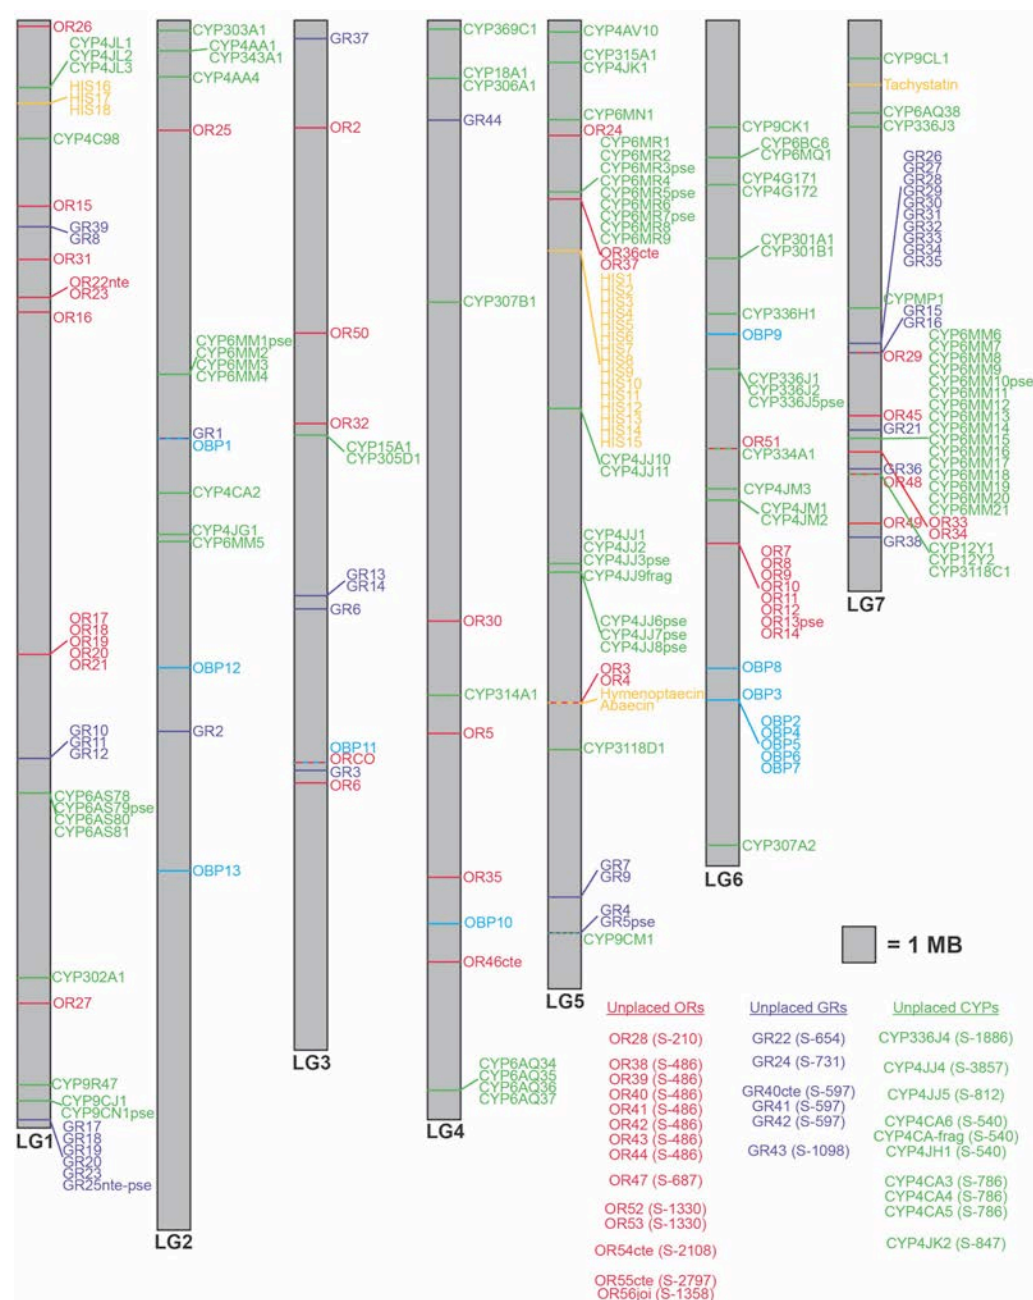 OR26
CYP4JL1
CYP4JL2
CYP4JL3
HIS16
HIS17
HIS18
CYP4C98
OR15
GR39
GR8
OR31
OR22nte
OR23
OR16
OR17
OR18
OR19
OR20
OR21
GR10
GR11
GR12
CYP6AS78
CYP6AS79pse
CYP6AS80
CYP6AS81
CYP302A1
OR27
CYP9R47
CYP9CJ1
CYP9CN1pse
GR17
GR18
GR19
GR20
GR23
GR25nte-pse
LG1
CYP303A1
CYP4AA1
CYP343A1
CYP4AA4
OR25
CYP6MM1pse
CYP6MM2
CYP6MM3
CYP6MM4
GR1
OBP1
CYP4CA2
CYP4JG1
CYP6MM5
OBP12
GR2
OBP13
LG2
GR37
OR2
OR50
OR32
CYP15A1
CYP305D1
GR13
GR14
GR6
OBP11
ORCO
GR3
OR6
LG3
CYP369C1
CYP18A1
CYP306A1
GR44
CYP307B1
OR30
CYP314A1
OR5
OR35
OBP10
OR46cte
CYP6AQ34
CYP6AQ35
CYP6AQ36
CYP6AQ37
LG4
CYP4AV10
CYP315A1
CYP4JK1
CYP6MN1
OR24
CYP6MR1
CYP6MR2
CYP6MR3pse
CYP6MR4
CYP6MR5pse
CYP6MR6
CYP6MR7pse
CYP6MR8
CYP6MR9
OR36cte
OR37
HIS1
HIS2
HIS3
HIS4
HIS5
HIS6
HIS7
HIS8
HIS9
HIS10
HIS11
HIS12
HIS13
HIS14
HIS15
CYP4JJ10
CYP4JJ11
CYP4JJ1
CYP4JJ2
CYP4JJ3pse
CYP4JJ9frag
CYP4JJ6pse
CYP4JJ7pse
CYP4JJ8pse
OR3
OR4
Hymenoptaecin
Abaecin
CYP3118D1
GR7
GR9
GR4
GR5pse
CYP9CM1
LG5
CYP9CK1
CYP6BC6
CYP6MQ1
CYP4G171
CYP4G172
CYP301A1
CYP301B1
CYP336H1
OBP9
CYP336J1
CYP336J2
CYP336J5pse
OR51
CYP334A1
CYP4JM3
CYP4JM1
CYP4JM2
OR7
OR8
OR9
OR10
OR11
OR12
OR13pse
OR14
OBP8
OBP3
OBP2
OBP4
OBP5
OBP6
OBP7
CYP307A2
LG6
CYP9CL1
Tachystatin
CYP6AQ38
CYP336J3
GR26
GR27
GR28
GR29
GR30
GR31
GR32
GR33
GR34
GR35
CYPMP1
GR15
GR16
OR29
CYP6MM6
CYP6MM7
CYP6MM8
CYP6MM9
CYP6MM10pse
CYP6MM11
CYP6MM12
CYP6MM13
CYP6MM14
CYP6MM15
CYP6MM16
CYP6MM17
CYP6MM18
CYP6MM19
CYP6MM20
CYP6MM21
OR45
GR21
GR36
OR48
OR33
OR34
OR49
GR38
CYP12Y1
CYP12Y2
CYP3118C1
LG7
= 1 MB
Unplaced ORs
OR28 (S-210)
OR38 (S-486)
OR39 (S-486)
OR40 (S-486)
OR41 (S-486)
OR42 (S-486)
OR43 (S-486)
OR44 (S-486)
OR47 (S-687)
OR52 (S-1330)
OR53 (S-1330)
OR54cte (S-2108)
OR55cte (S-2797)
OR56joi (S-1358)
Unplaced GRs
GR22 (S-654)
GR24 (S-731)
GR40cte (S-597)
GR41 (S-597)
GR42 (S-597)
GR43 (S-1098)
Unplaced CYPs
CYP336J4 (S-1886)
CYP4JJ4 (S-3857)
CYP4JJ5 (S-812)
CYP4CA6 (S-540)
CYP4CA-frag (S-540)
CYP4JH1 (S-540)
CYP4CA3 (S-786)
CYP4CA4 (S-786)
CYP4CA5 (S-786)
CYP4JK2 (S-847)